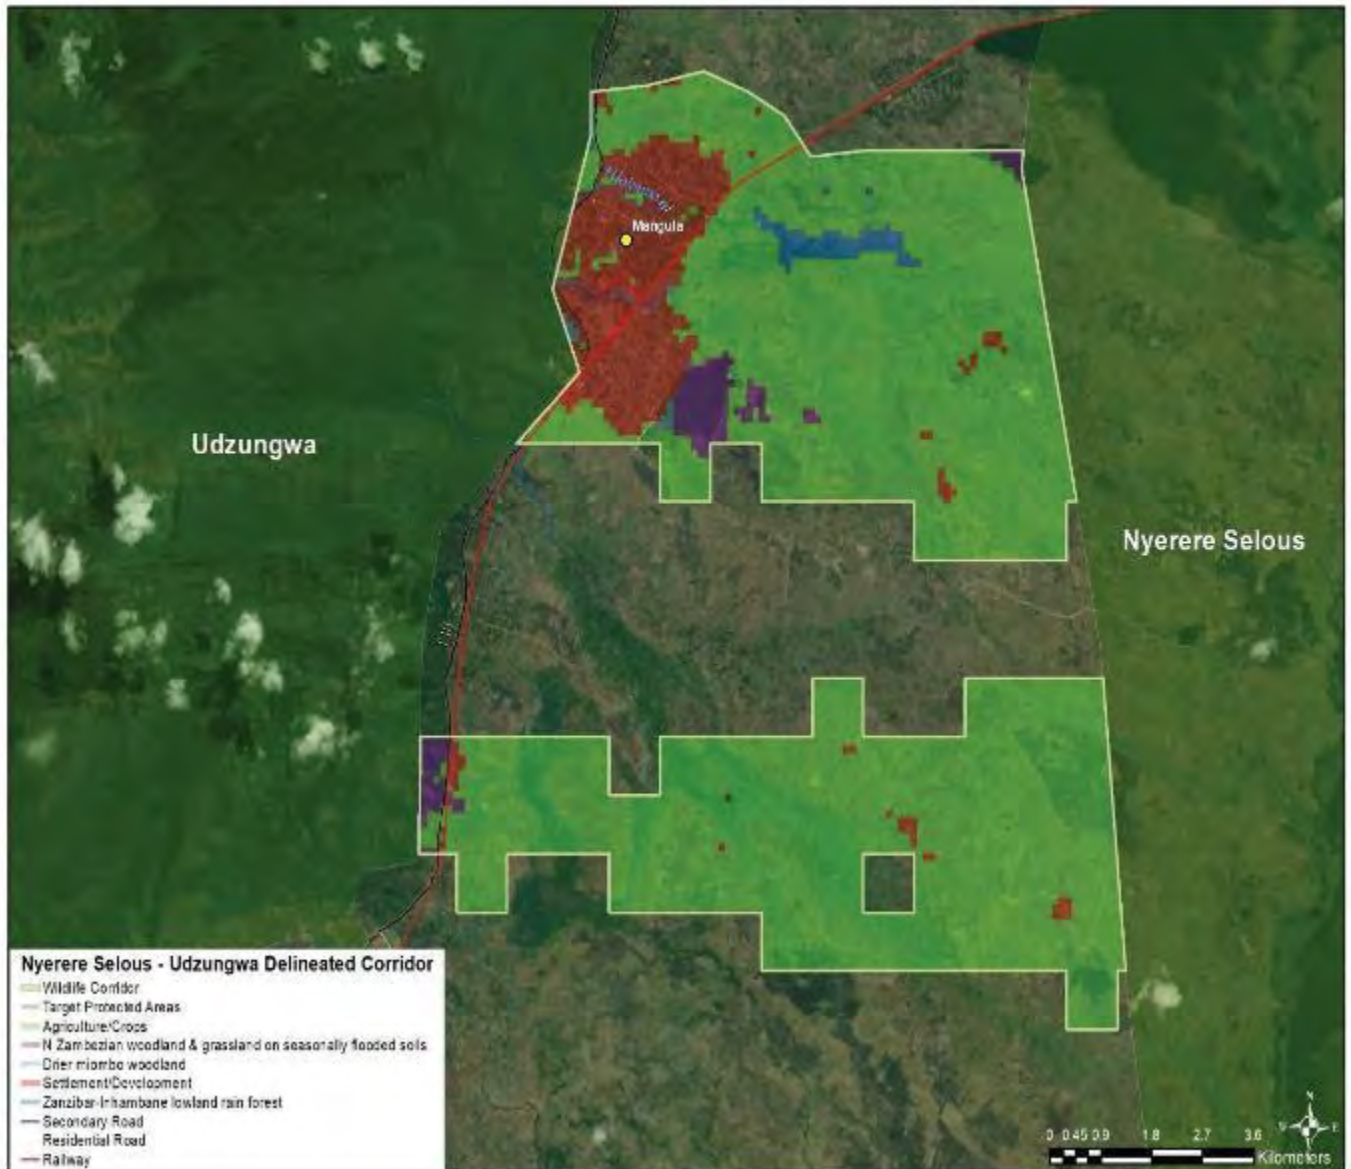 Mangula
Udzungwa
Nyerere Selous
Nyerere Selous - Udzungwa Delineated Corridor
Wildlife Corridor
Target Protected Areas
Agriculture/Crops
N Zambezian woodland & grassland on seasonally flooded soils
Drier miombo woodland
Settlement/Development
Zanzibar-Inhambane lowland rain forest
Secondary Road
Residential Road
Railway
0 0.45 0.9 1.8 2.7 3.6
Kilometers
N
S E